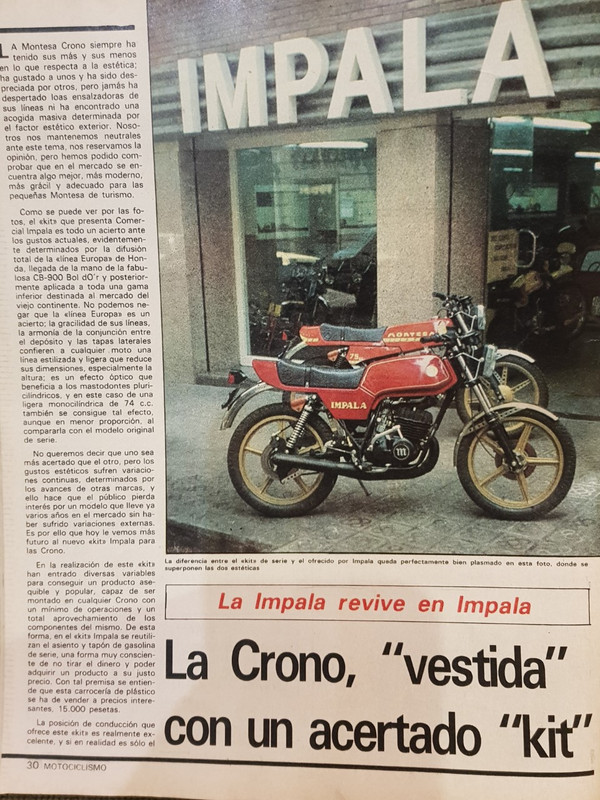 LA Montesa Crono siempre ha
tenido sus más y sus menos
en lo que respecta a la estética;
ha gustado a unos y ha sido des-
preciada por otros, pero jamás ha
despertado loas ensalzadoras de
sus líneas ni ha encontrado una
acogida masiva determinada por
el factor estético exterior. Noso-
tros nos mantenemos neutrales
ante este tema, nos reservamos la
opinión, pero hemos podido com-
probar que en el mercado se en-
cuentra algo mejor, más moderno,
más grácil y adecuado para las
pequeñas Montesa de turismo.
Como se puede ver por las fo-
tos, el «kit» que presenta Comer-
cial Impala es todo un acierto ante
los gustos actuales, evidentemen-
te determinados por la difusión
total de la «línea Europa» de Hon-
da, llegada de la mano de la fabu-
losa CB-900 Bol dO'r y posterior-
mente aplicada a toda una gama
inferior destinada al mercado del
viejo continente. No podemos ne-
gar que la «línea Europa» es un
acierto; la gracilidad de sus líneas,
la armonía de la conjunción entre
el depósito y las tapas laterales
confieren a cualquier moto una
línea estilizada y ligera que reduce
sus dimensiones, especialmente la
altura; es un efecto óptico que
beneficia a los mastodontes pluri-
cilíndricos, y en este caso de una
ligera monocilíndrica de 74 c.c.
también se consigue tal efecto,
aunque en menor proporción, al
compararla con el modelo original
de serie.
No queremos decir que uno sea
más acertado que el otro, pero los
gustos estéticos sufren variacio-
nes continuas, determinados por
los avances de otras marcas, y
ello hace que el público pierda
interés por un modelo que lleve ya
varios años en el mercado sin ha-
ber sufrido variaciones externas.
Es por ello que hoy le vemos más
futuro al nuevo «kit» Impala para
las Crono.
En la realización de este «kit»
han entrado diversas variables
para conseguir un producto ase-
quible y popular, capaz de ser
montado en cualquier Crono con
un mínimo de operaciones y un
total aprovechamiento de los
componentes del mismo. De esta
forma, en el «kit» Impala se reutili-
zan el asiento y tapón de gasolina
de serie, una forma muy conscien-
te de no tirar el dinero y poder
adquirir un producto a su justo
precio. Con tal premisa se entien-
de que esta carrocería de plástico
se ha de vender a precios intere-
santes, 15.000 pesetas.
La posición de conducción que
ofrece este «kit» es realmente ex-
celente, y si en realidad es sólo el
IMPALA
MONTESA
75
IMPALA
m
La diferencia entre el «kit» de serie y el ofrecido por Impala queda perfectamente bien plasmado en esta foto, donde se
superponen las dos estéticas
La Impala revive en Impala
La Crono, "vestida"
con un acertado "kit"
30 MOTOCICLISMO